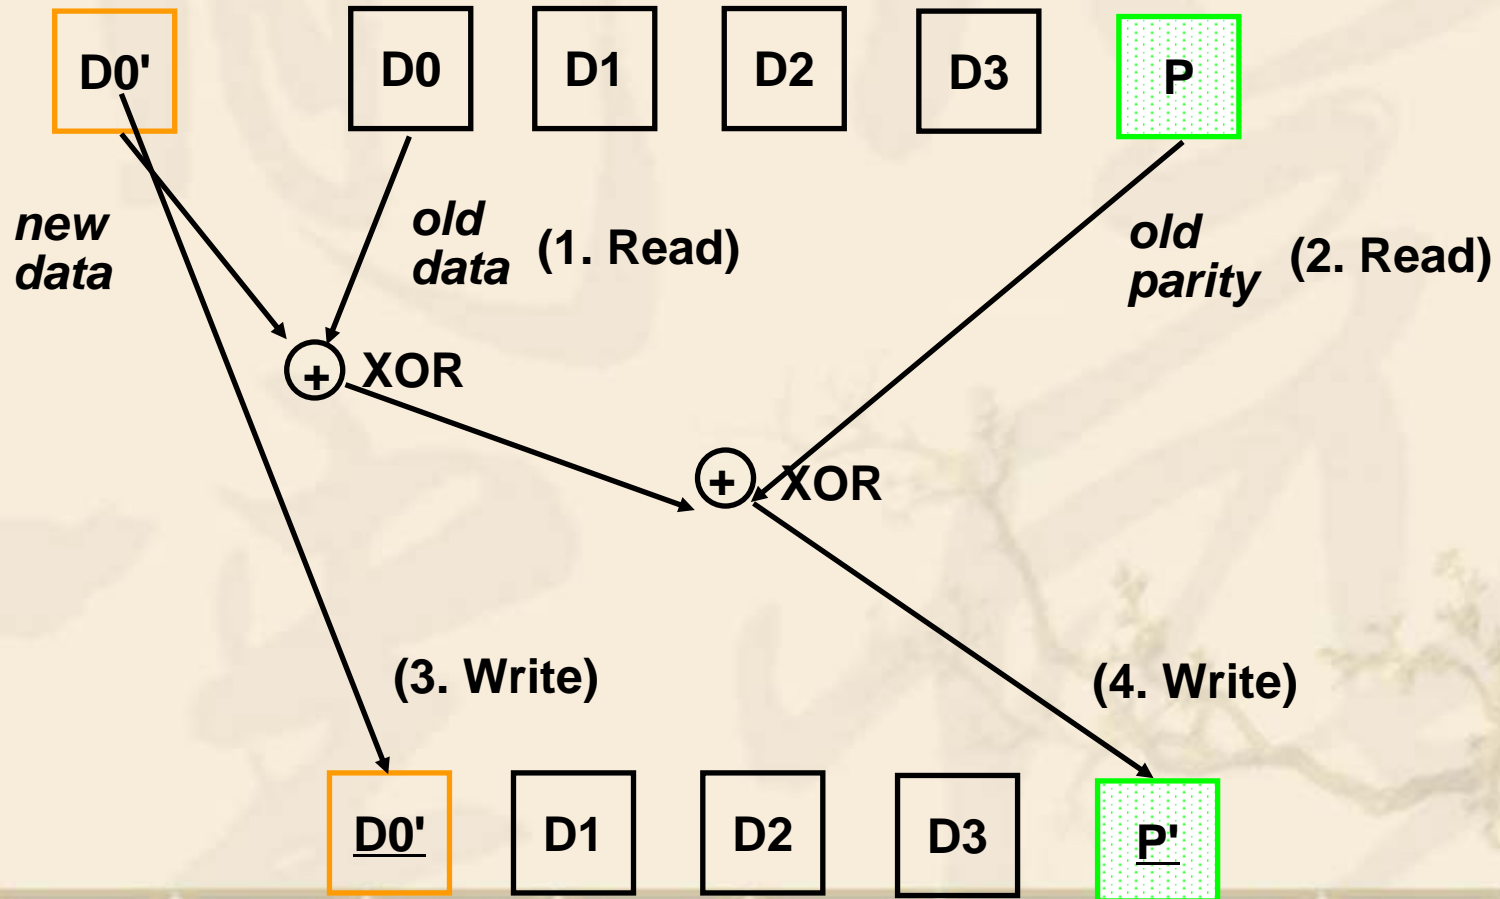 D0'
D0
D1
D2
D3
P
new
data
old
data
(1. Read)
old
parity
(2. Read)
+
XOR
+
XOR
(3. Write)
(4. Write)
D0'
D1
D2
D3
P'